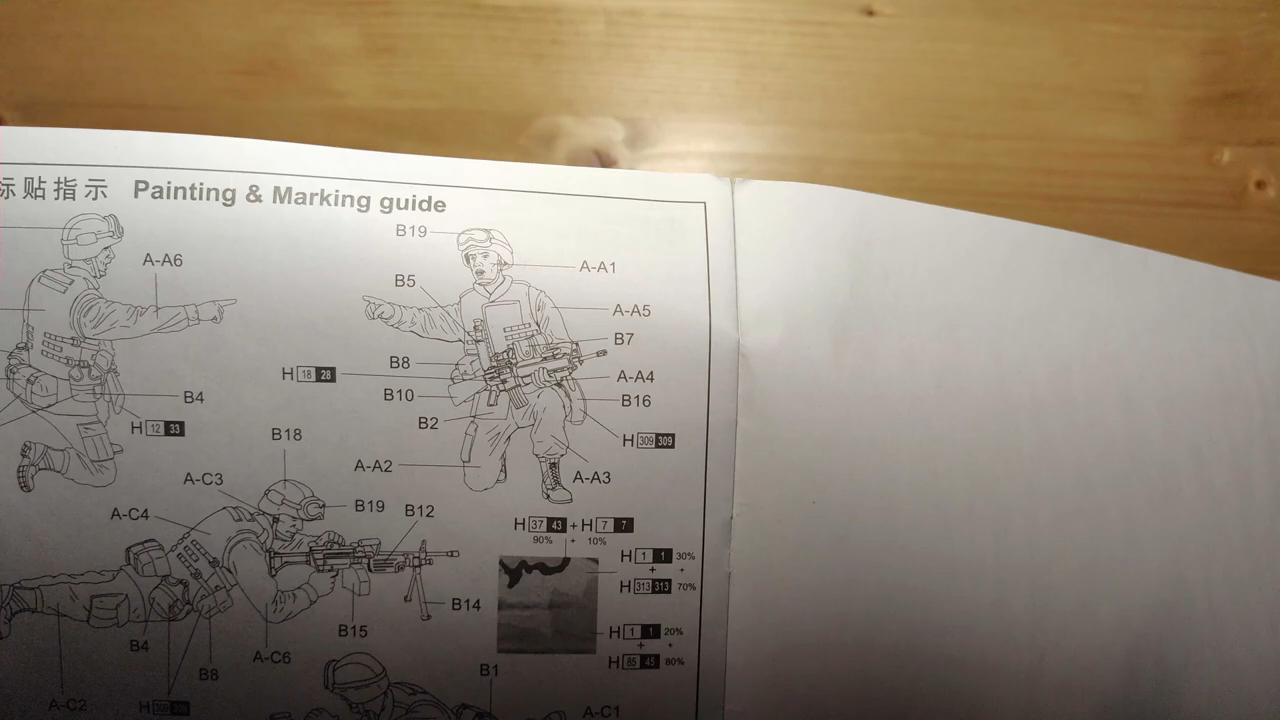 标贴指示 Painting & Marking guide
B19
A-A1
A-A6
B5
A-A5
B7
B8
H 18 28
A-A4
B4
B10
B16
B2
H 12 33
B18
H 309 309
A-A2
A-C3
A-A3
B19
B12
A-C4
H 37 43 + H 7 7
90% + 10%
H 1 1 30%
+ +
H 313 313 70%
B14
B15
H 1 1 20%
+ +
B4
A-C6
H 85 45 80%
B8
B1
A-C2
H 309 309
A-C1